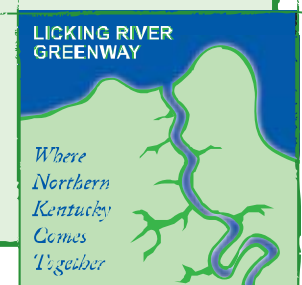 LICKING RIVER
GREENWAY
Where
Northern
Kentucky
Comes
Together